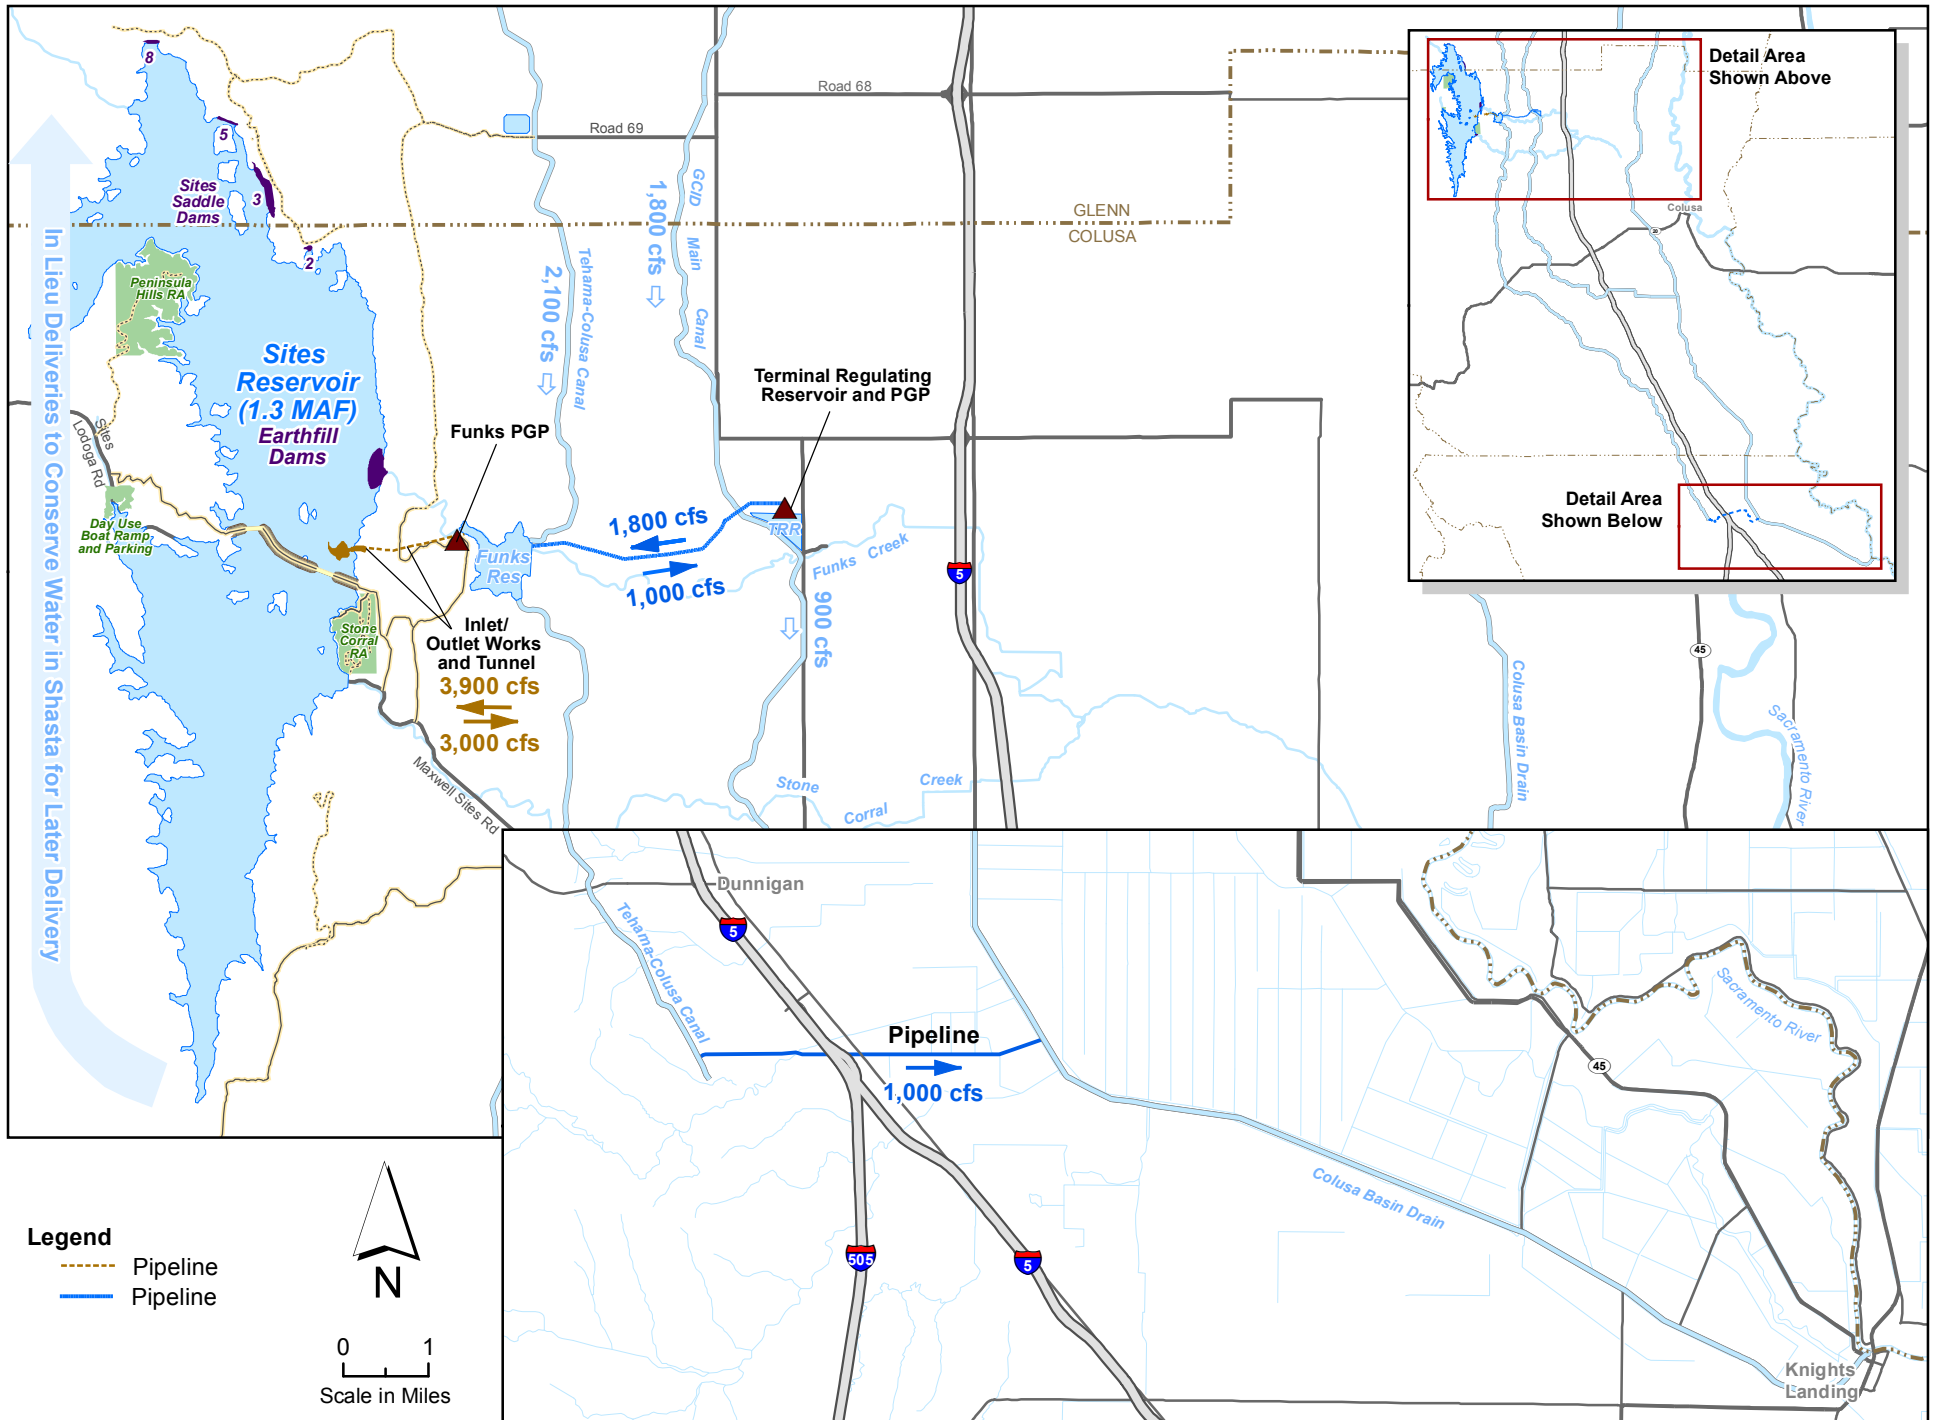 8
5
3
2
Sites
Saddle
Dams
Peninsula
Hills RA
Sites
Reservoir
(1.3 MAF)
Earthfill
Dams
In Lieu Deliveries to Conserve Water in Shasta for Later Delivery
Sites
Lodoga Rd
Day Use
Boat Ramp
and Parking
Stone
Corral
RA
Maxwell Sites Rd
Road 68
Road 69
GLENN
COLUSA
2,100 cfs
Tehama-Colusa Canal
1,800 cfs
GCID Main Canal
Funks PGP
Terminal Regulating
Reservoir and PGP
Funks
Res
TRR
1,800 cfs
1,000 cfs
Funks Creek
900 cfs
Inlet/
Outlet Works
and Tunnel
3,900 cfs
3,000 cfs
5
Stone
Corral
Creek
45
Colusa Basin Drain
Sacramento River
Detail Area
Shown Above
Colusa
20
Detail Area
Shown Below
Dunnigan
5
Tehama-Colusa Canal
Pipeline
1,000 cfs
505
5
Colusa Basin Drain
45
Sacramento River
Knights
Landing
Legend
Pipeline
Pipeline
N
0 1
Scale in Miles